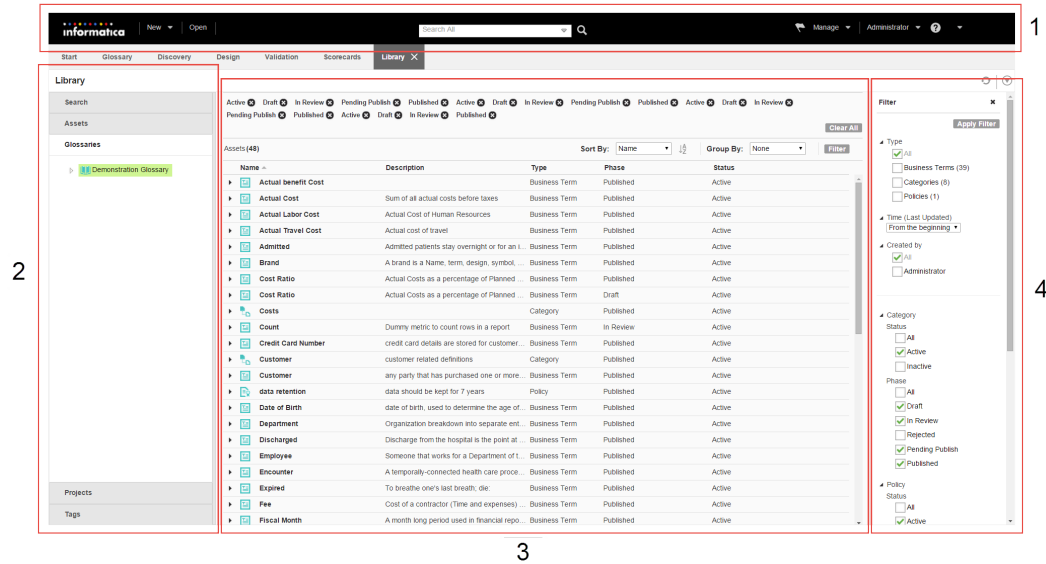 informatica New Open Search All Manage Administrator ? 1
Start Glossary Discovery Design Validation Scorecards Library
Library
Search
Assets
Glossaries
Demonstration Glossary
Projects
Tags
2
Active Draft In Review Pending Publish Published Active Draft In Review Pending Publish Published Active Draft In Review
Pending Publish Published Active Draft In Review Published
Clear All
Assets (48) Sort By: Name Group By: None Filter
Name Description Type Phase Status
Actual benefit Cost Business Term Published Active
Actual Cost Sum of all actual costs before taxes Business Term Published Active
Actual Labor Cost Actual Cost of Human Resources Business Term Published Active
Actual Travel Cost Actual cost of travel Business Term Published Active
Admitted Admitted patients stay overnight or for an i... Business Term Published Active
Brand A brand is a Name, term, design, symbol, ... Business Term Published Active
Cost Ratio Actual Costs as a percentage of Planned ... Business Term Published Active
Cost Ratio Actual Costs as a percentage of Planned ... Business Term Draft Active
Costs Category Published Active
Count Dummy metric to count rows in a report Business Term In Review Active
Credit Card Number credit card details are stored for customer... Business Term Published Active
Customer customer related definitions Category Published Active
Customer any party that has purchased one or more... Business Term Published Active
data retention data should be kept for 7 years Policy Published Active
Date of Birth date of birth, used to determine the age of... Business Term Published Active
Department Organization breakdown into separate ent... Business Term Published Active
Discharged Discharge from the hospital is the point at ... Business Term Published Active
Employee Someone that works for a Department of t... Business Term Published Active
Encounter A temporally-connected health care proce... Business Term Published Active
Expired To breathe one's last breath; die: Business Term Published Active
Fee Cost of a contractor (Time and expenses) ... Business Term Published Active
Fiscal Month A month long period used in financial repo... Business Term Published Active
3
Filter
Apply Filter
Type
All
Business Terms (39)
Categories (8)
Policies (1)
Time (Last Updated)
From the beginning
Created by
All
Administrator
Category
Status
All
Active
Inactive
Phase
All
Draft
In Review
Rejected
Pending Publish
Published
Policy
Status
All
Active
4